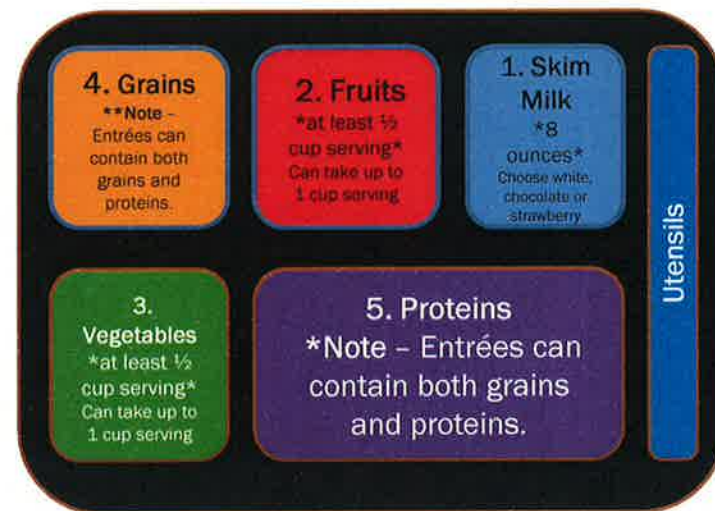 4. Grains
**Note –
Entrées can
contain both
grains and
proteins.
2. Fruits
*at least ½
cup serving*
Can take up to
1 cup serving
1. Skim
Milk
*8
ounces*
Choose white,
chocolate or
strawberry
Utensils
3.
Vegetables
*at least ½
cup serving*
Can take up to
1 cup serving
5. Proteins
*Note – Entrées can
contain both grains
and proteins.